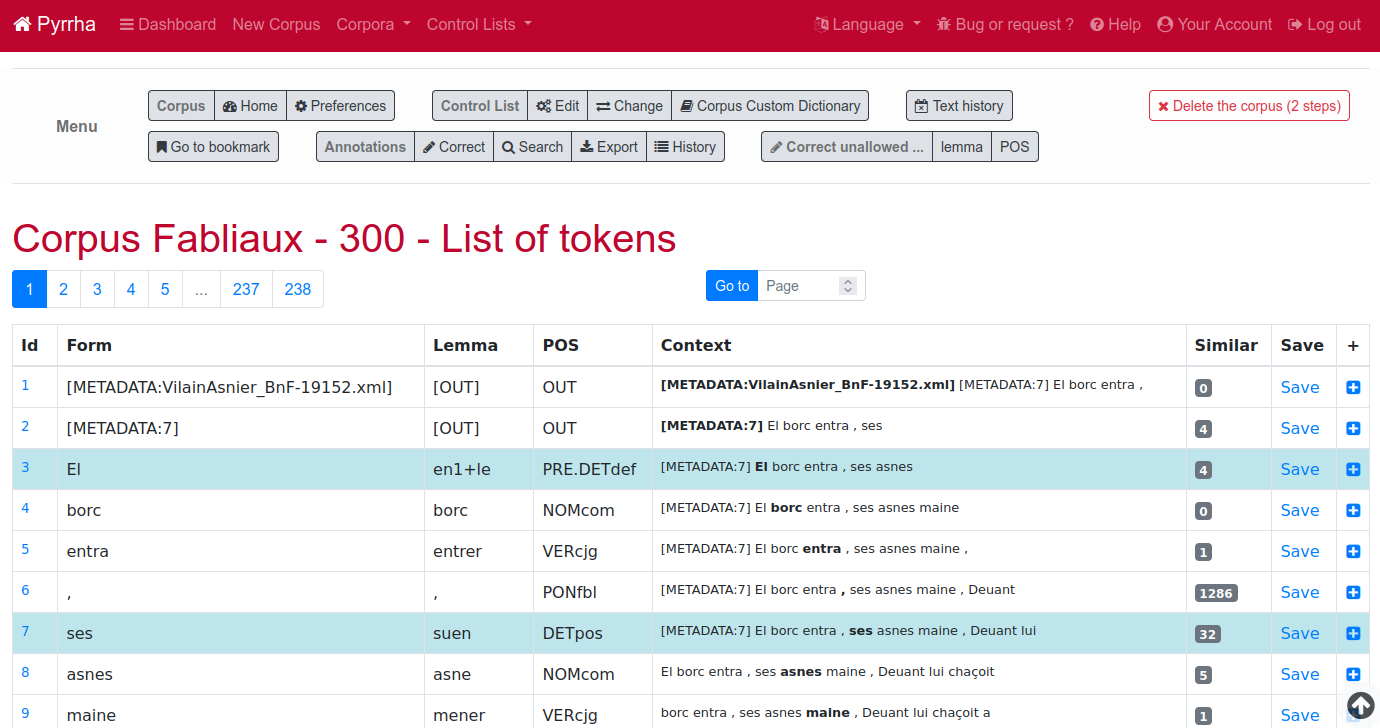 Pyrrha Dashboard New Corpus Corpora Control Lists Language Bug or request ? Help Your Account Log out
Menu
Corpus Home Preferences Control List Edit Change Corpus Custom Dictionary Text history Delete the corpus (2 steps)
Go to bookmark Annotations Correct Search Export History Correct unallowed ... lemma POS
Corpus Fabliaux - 300 - List of tokens
1 2 3 4 5 ... 237 238 Go to Page
Id Form Lemma POS Context Similar Save +
1 [METADATA:VilainAsnier_BnF-19152.xml] [OUT] OUT [METADATA:VilainAsnier_BnF-19152.xml] [METADATA:7] El borc entra , 0 Save
2 [METADATA:7] [OUT] OUT [METADATA:7] El borc entra , ses 4 Save
3 El en1+le PRE.DETdef [METADATA:7] El borc entra , ses asnes 4 Save
4 borc borc NOMcom [METADATA:7] El borc entra , ses asnes maine 0 Save
5 entra entrer VERcjg [METADATA:7] El borc entra , ses asnes maine , 1 Save
6 , , PONfbl [METADATA:7] El borc entra , ses asnes maine , Deuant 1286 Save
7 ses suen DETpos [METADATA:7] El borc entra , ses asnes maine , Deuant lui 32 Save
8 asnes asne NOMcom El borc entra , ses asnes maine , Deuant lui chaçoit 5 Save
9 maine mener VERcjg borc entra , ses asnes maine , Deuant lui chaçoit a 1 Save